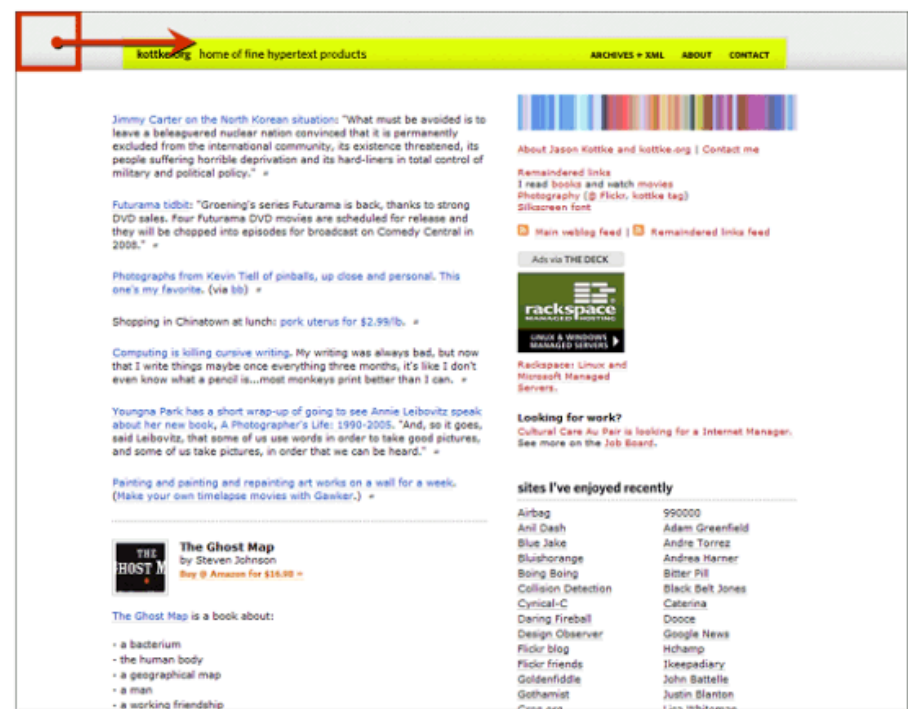 kottke.org home of fine hypertext products
ARCHIVES + XML ABOUT CONTACT
Jimmy Carter on the North Korean situation: "What must be avoided is to
leave a beleaguered nuclear nation convinced that it is permanently
excluded from the international community, its existence threatened, its
people suffering horrible deprivation and its hard-liners in total control of
military and political policy."
Futurama tidbit: "Groening's series Futurama is back, thanks to strong
DVD sales. Four Futurama DVD movies are scheduled for release and
they will be chopped into episodes for broadcast on Comedy Central in
2008."
Photographs from Kevin Tiell of pinballs, up close and personal. This
one's my favorite. (via bb)
Shopping in Chinatown at lunch: pork uterus for $2.99/lb.
Computing is killing cursive writing. My writing was always bad, but now
that I write things maybe once everything three months, it's like I don't
even know what a pencil is...most monkeys print better than I can.
Youngna Park has a short wrap-up of going to see Annie Leibovitz speak
about her new book, A Photographer's Life: 1990-2005. "And, so it goes,
said Leibovitz, that some of us use words in order to take good pictures,
and some of us take pictures, in order that we can be heard."
Painting and painting and repainting art works on a wall for a week.
(Make your own timelapse movies with Gawker.)
THE
GHOST M
The Ghost Map
by Steven Johnson
Buy @ Amazon for $16.98 »
The Ghost Map is a book about:
- a bacterium
- the human body
- a geographical map
- a man
- a working friendship
About Jason Kottke and kottke.org | Contact me
Remaindered links
I read books and watch movies
Photography (@ Flickr, kottke tag)
Silkscreen font
Main weblog feed | Remaindered links feed
Ads via THE DECK
rackspace
MANAGED HOSTING
LINUX & WINDOWS
MANAGED SERVERS
Rackspace: Linux and
Microsoft Managed
Servers.
Looking for work?
Cultural Care Au Pair is looking for a Internet Manager.
See more on the Job Board.
sites I've enjoyed recently
Airbag 990000
Anil Dash Adam Greenfield
Blue Jake Andre Torrez
Bluishorange Andrea Harner
Boing Boing Bitter Pill
Collision Detection Black Belt Jones
Cynical-C Caterina
Daring Fireball Dooce
Design Observer Google News
Flickr blog Hchamp
Flickr friends Ikeepadiary
Goldenfiddle John Battelle
Gothamist Justin Blanton